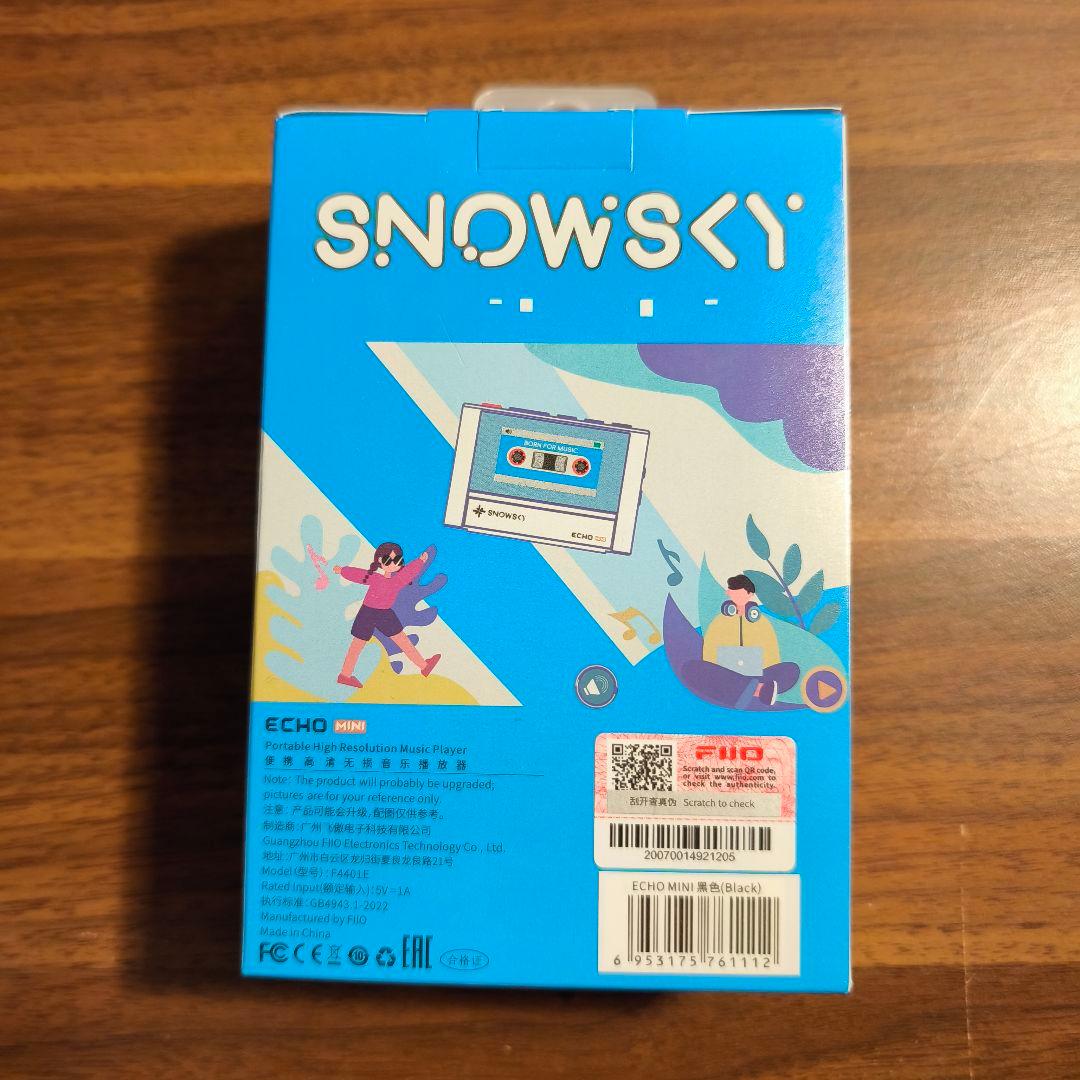 SNOWSKY
BORN FOR MUSIC
SNOWSKY
ECHO MINI
ECHO MINI
Portable High Resolution Music Player
便携高清无损音乐播放器
Note: The product will probably be upgraded;
pictures are for your reference only.
注意: 产品可能会升级,配图仅供参考。
制造商: 广州飞傲电子科技有限公司
Guangzhou FIIO Electronics Technology Co., Ltd.
地址: 广州市白云区龙归街夏良龙良路21号
Model (型号) : FA401E
Rated Input(额定输入): 5V⎓1A
执行标准: GB4943.1-2022
Manufactured by FIIO
Made in China
FC CE 10 EAC 合格证
FIIO
Scratch and scan QR code,
or visit www.fiio.com to
check the authenticity.
刮开查真伪 Scratch to check
20070014921205
ECHO MINI 黑色(Black)
6 953175 761112